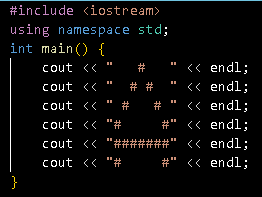 #include <iostream>
using namespace std;
int main() {
    cout << "   #   " << endl;
    cout << "  # #  " << endl;
    cout << " #   # " << endl;
    cout << "#     #" << endl;
    cout << "#######" << endl;
    cout << "#     #" << endl;
}